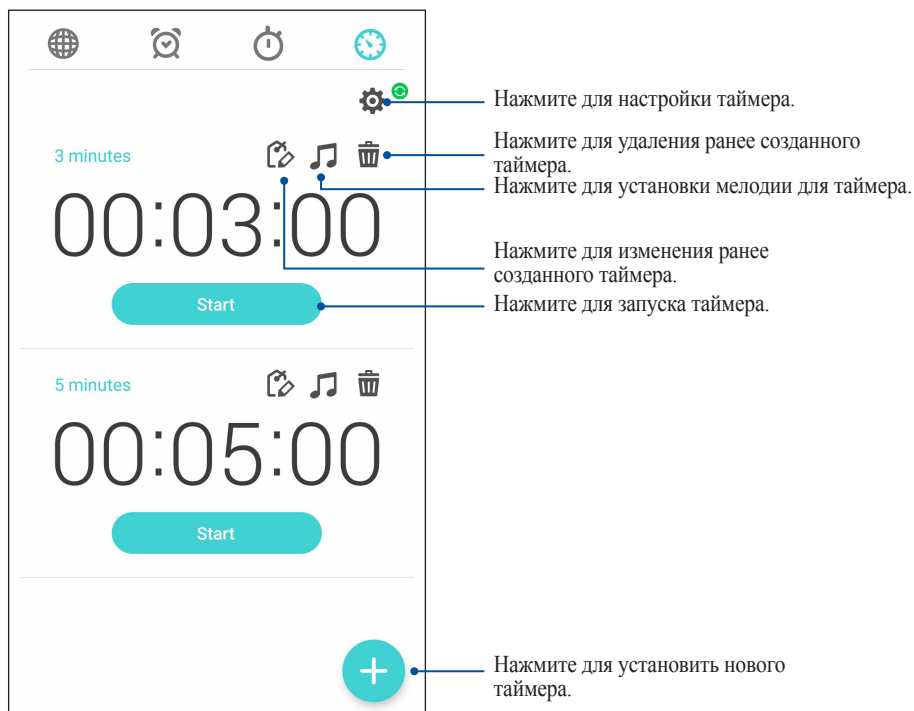 Нажмите для настройки таймера.
3 minutes
Нажмите для удаления ранее созданного
таймера.
Нажмите для установки мелодии для таймера.
00:03:00
Нажмите для изменения ранее
созданного таймера.
Start
Нажмите для запуска таймера.
5 minutes
00:05:00
Start
Нажмите для установить нового
таймера.